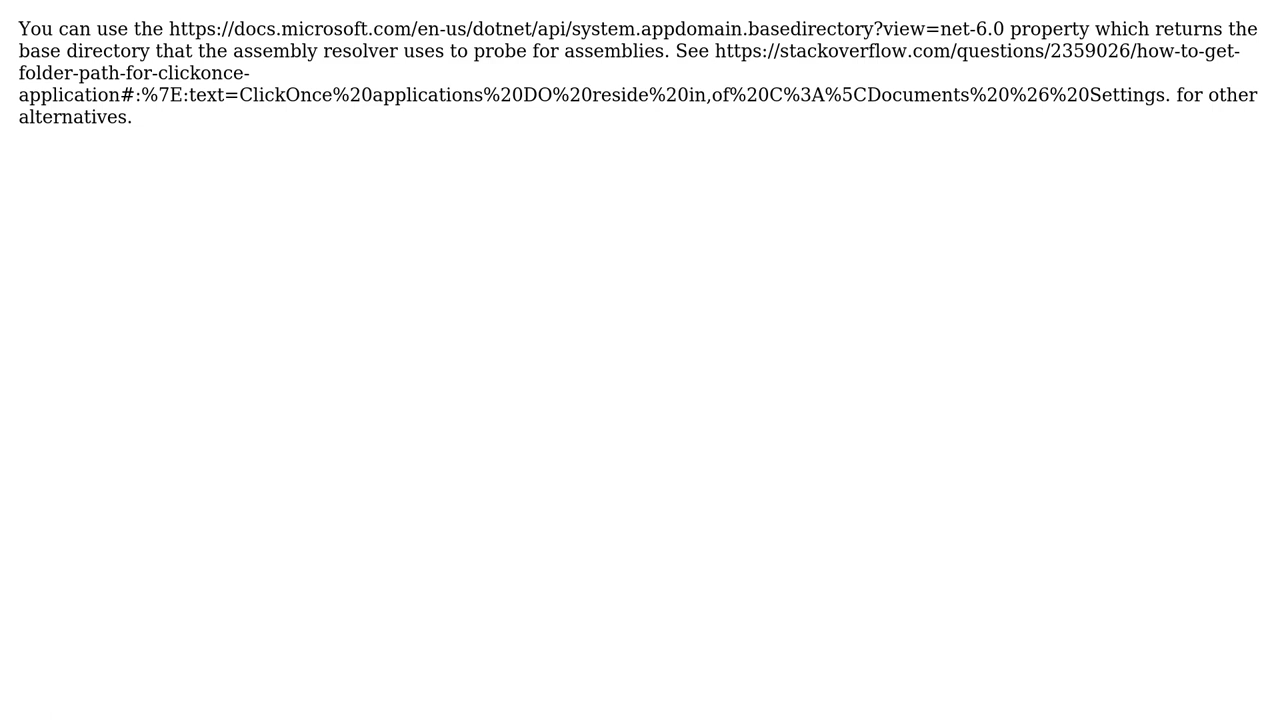 You can use the https://docs.microsoft.com/en-us/dotnet/api/system.appdomain.basedirectory?view=net-6.0 property which returns the
base directory that the assembly resolver uses to probe for assemblies. See https://stackoverflow.com/questions/2359026/how-to-get-
folder-path-for-clickonce-
application#:%7E:text=ClickOnce%20applications%20DO%20reside%20in,of%20C%3A%5CDocuments%20%26%20Settings. for other
alternatives.